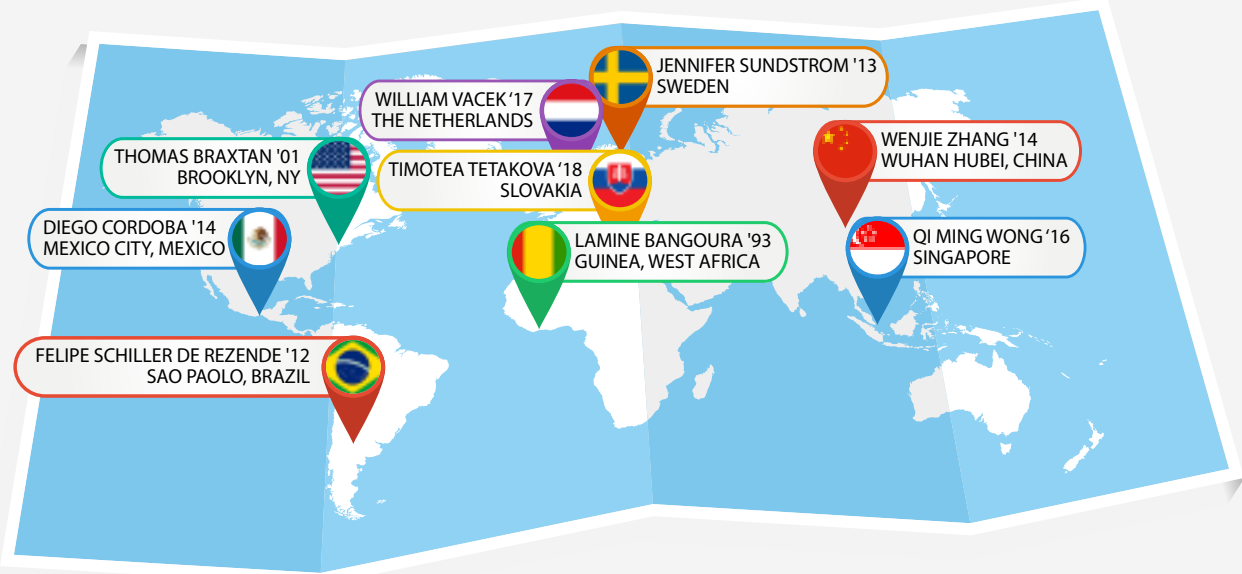 JENNIFER SUNDSTROM '13
SWEDEN
WILLIAM VACEK ‘17
THE NETHERLANDS
WENJIE ZHANG '14
WUHAN HUBEI, CHINA
THOMAS BRAXTAN '01
BROOKLYN, NY
TIMOTEA TETAKOVA ‘18
SLOVAKIA
DIEGO CORDOBA '14
MEXICO CITY, MEXICO
LAMINE BANGOURA '93
GUINEA, WEST AFRICA
QI MING WONG ‘16
SINGAPORE
FELIPE SCHILLER DE REZENDE '12
SAO PAOLO, BRAZIL